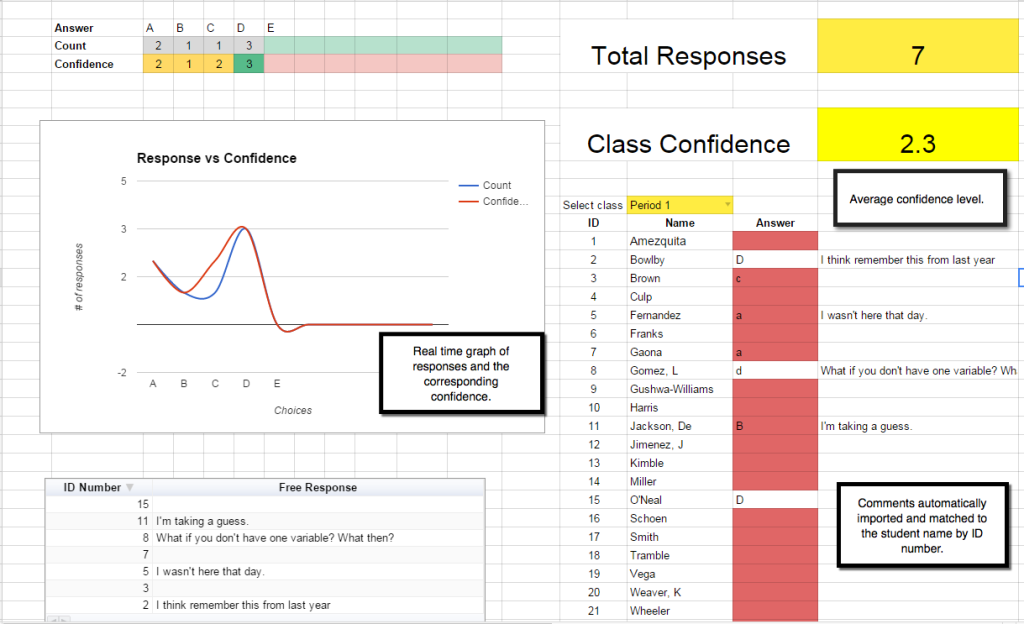 Answer A B C D E
Count 2 1 1 3
Confidence 2 1 2 3
Total Responses 7
Class Confidence 2.3
Response vs Confidence
5
3
2
-2
# of responses
A B C D E
Choices
Count
Confide...
Real time graph of
responses and the
corresponding
confidence.
Average confidence level.
Select class Period 1
ID Name Answer
1 Amezquita
2 Bowlby D I think remember this from last year
3 Brown c
4 Culp
5 Fernandez a I wasn't here that day.
6 Franks
7 Gaona a
8 Gomez, L d What if you don't have one variable? Wh
9 Gushwa-Williams
10 Harris
11 Jackson, De B I'm taking a guess.
12 Jimenez, J
13 Kimble
14 Miller
15 O'Neal D
16 Schoen
17 Smith
18 Tramble
19 Vega
20 Weaver, K
21 Wheeler
Comments automatically
imported and matched to
the student name by ID
number.
ID Number Free Response
15
11 I'm taking a guess.
8 What if you don't have one variable? What then?
7
5 I wasn't here that day.
3
2 I think remember this from last year